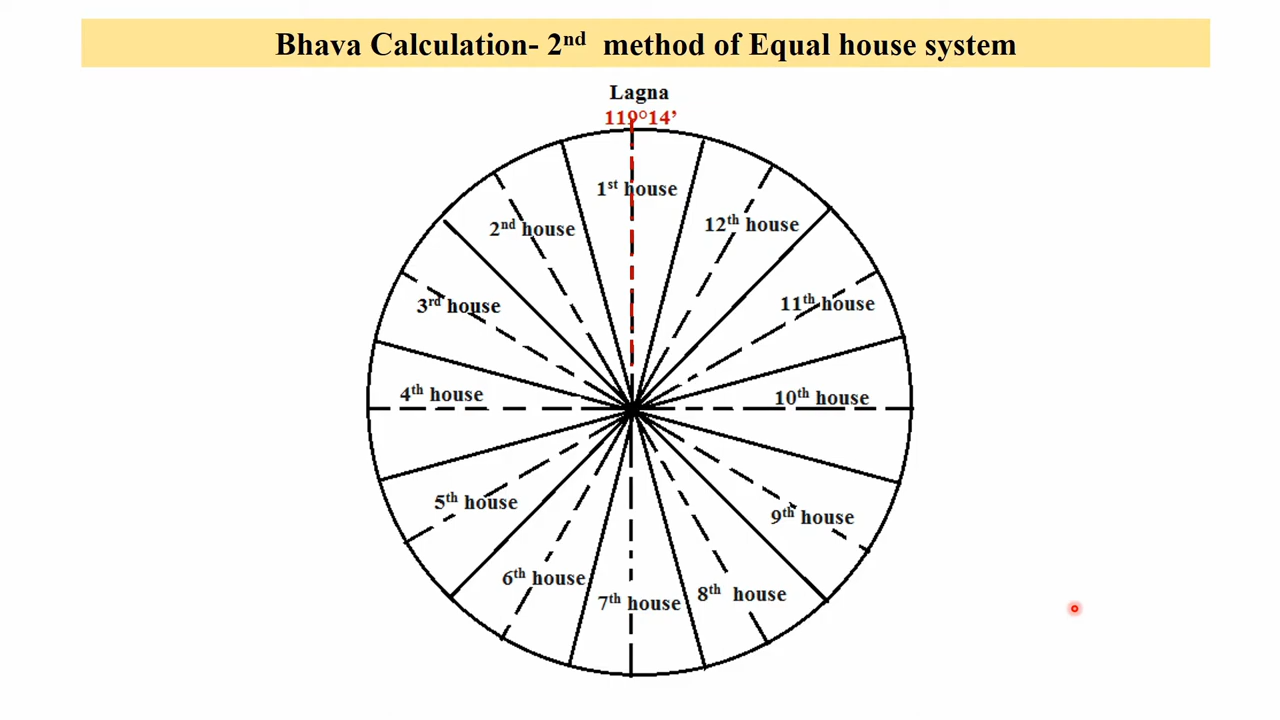 Bhava Calculation- 2nd method of Equal house system
Lagna
119°14’
1st house
2nd house
12th house
3rd house
11th house
4th house
10th house
5th house
9th house
6th house
7th house
8th house